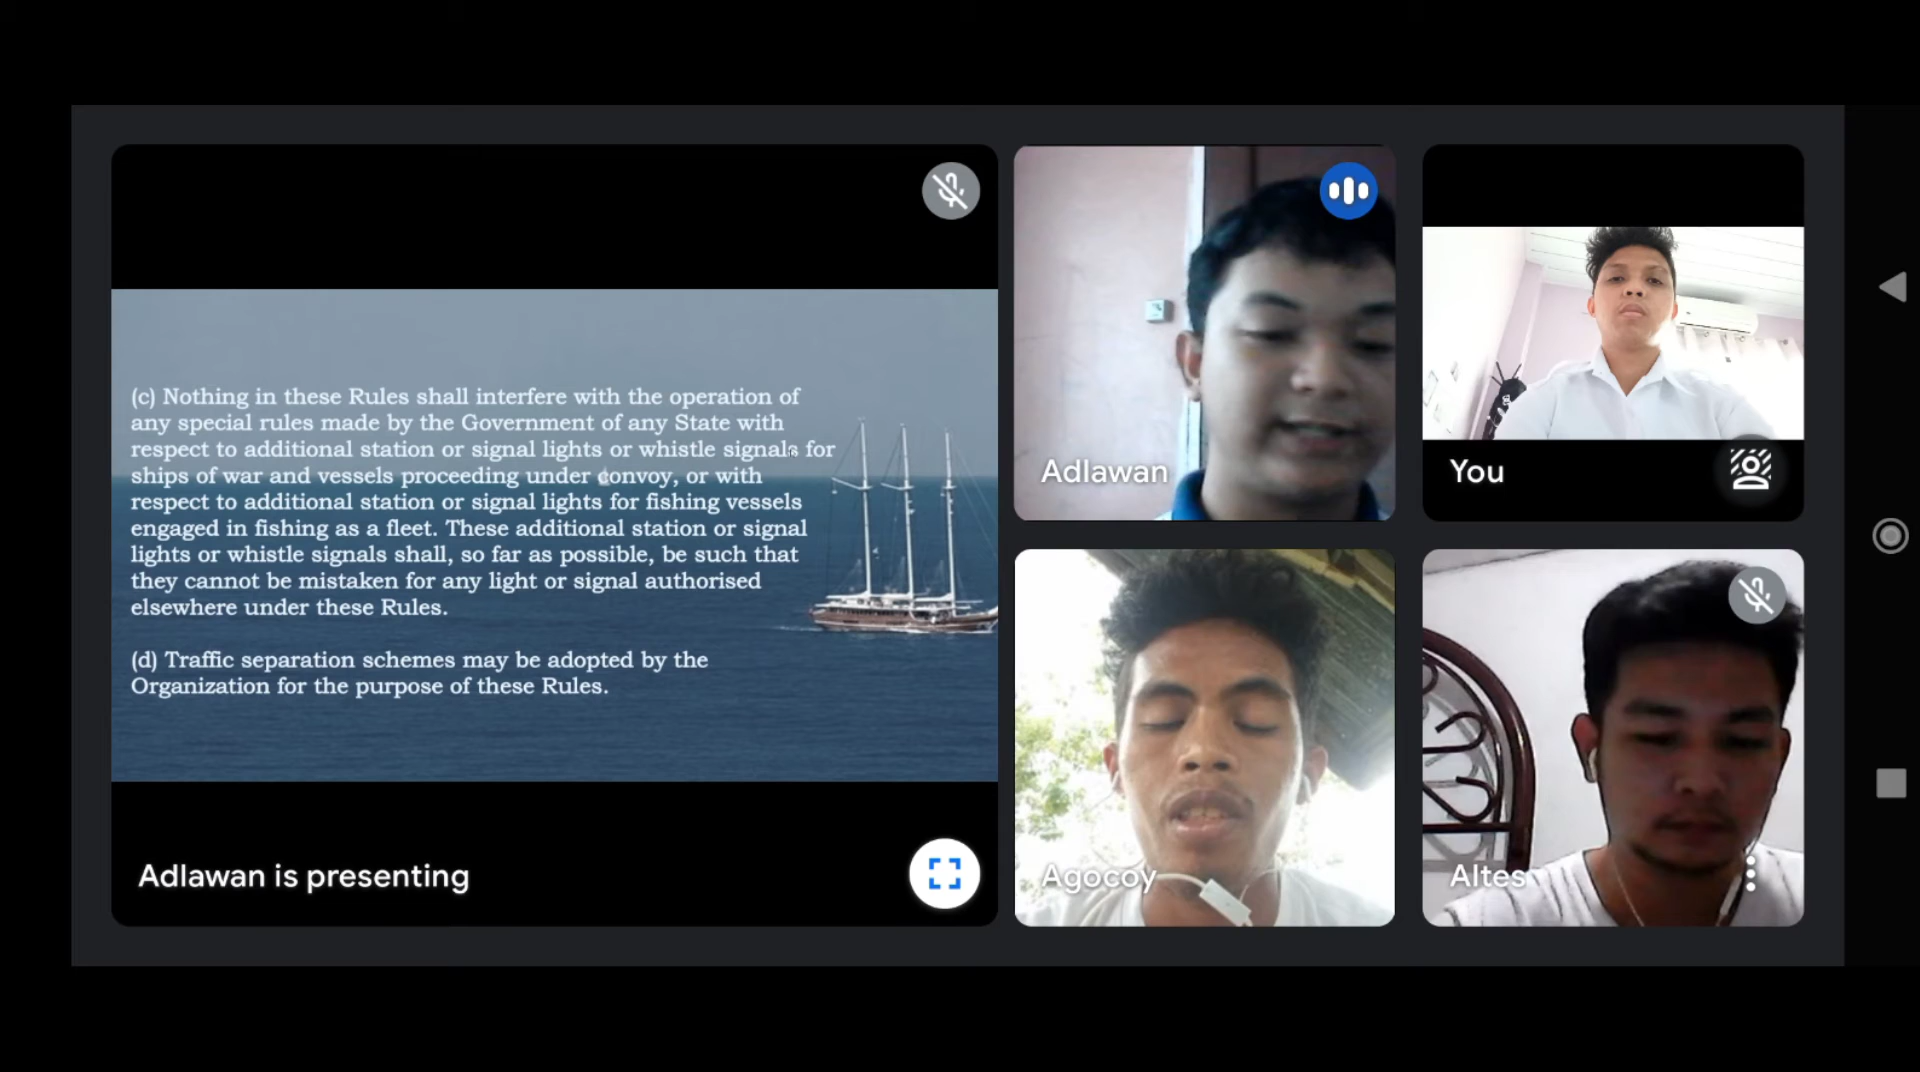 (c) Nothing in these Rules shall interfere with the operation of
any special rules made by the Government of any State with
respect to additional station or signal lights or whistle signals for
ships of war and vessels proceeding under convoy, or with
respect to additional station or signal lights for fishing vessels
engaged in fishing as a fleet. These additional station or signal
lights or whistle signals shall, so far as possible, be such that
they cannot be mistaken for any light or signal authorised
elsewhere under these Rules.
(d) Traffic separation schemes may be adopted by the
Organization for the purpose of these Rules.
Adlawan is presenting
Adlawan
You
Agocoy
Altes